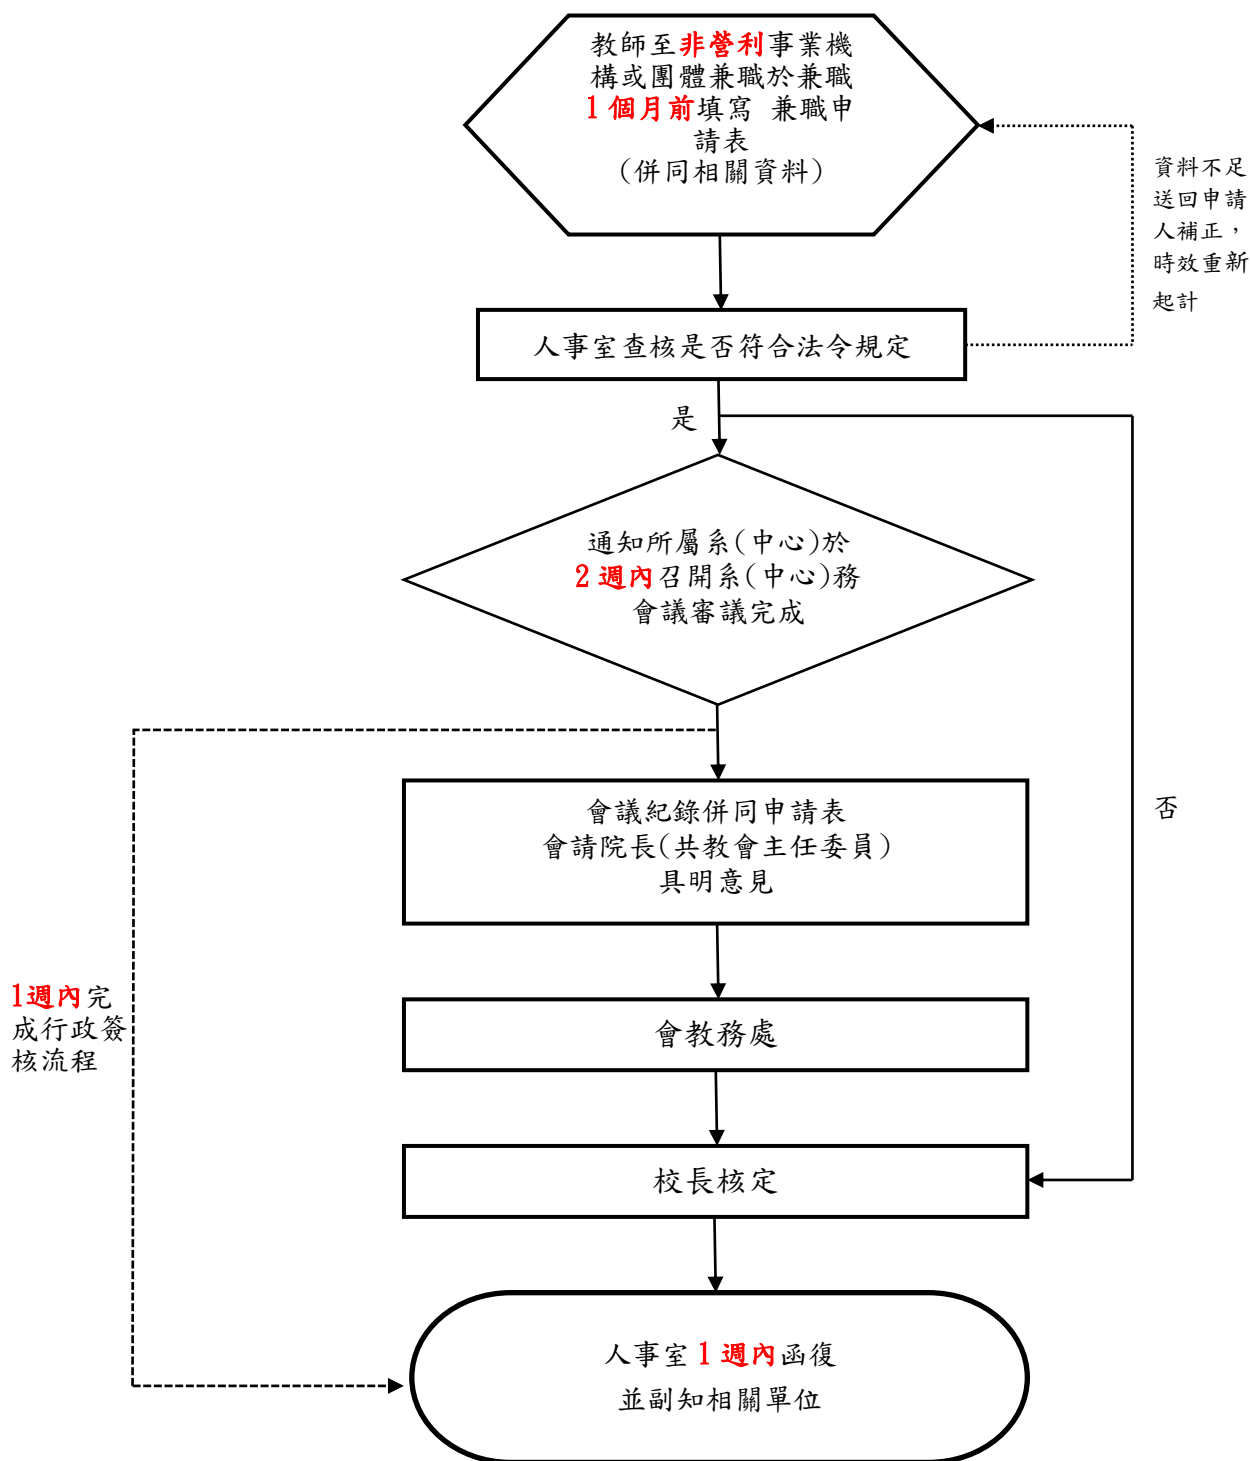 教師至非營利事業機
構或團體兼職於兼職
1個月前填寫 兼職申
請表
(併同相關資料)
資料不足
送回申請
人補正，
時效重新
起計
人事室查核是否符合法令規定
是
通知所屬系(中心)於
2週內召開系(中心)務
會議審議完成
會議紀錄併同申請表
會請院長(共教會主任委員)
具明意見
否
1週內完
成行政簽
核流程
會教務處
校長核定
人事室1週內函復
並副知相關單位